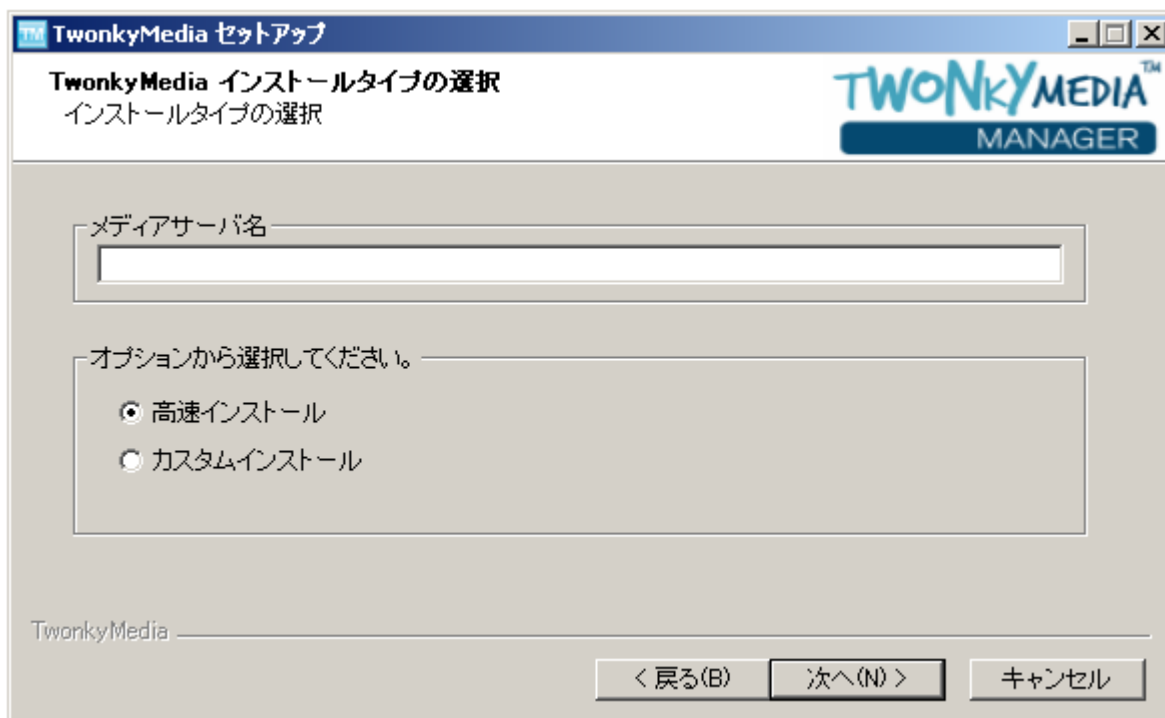 TM TwonkyMedia セットアップ
TwonkyMedia インストールタイプの選択
インストールタイプの選択
TWONKYMEDIA™
MANAGER
メディアサーバ名
オプションから選択してください。
高速インストール
カスタムインストール
TwonkyMedia
< 戻る(B) 次へ(N) > キャンセル